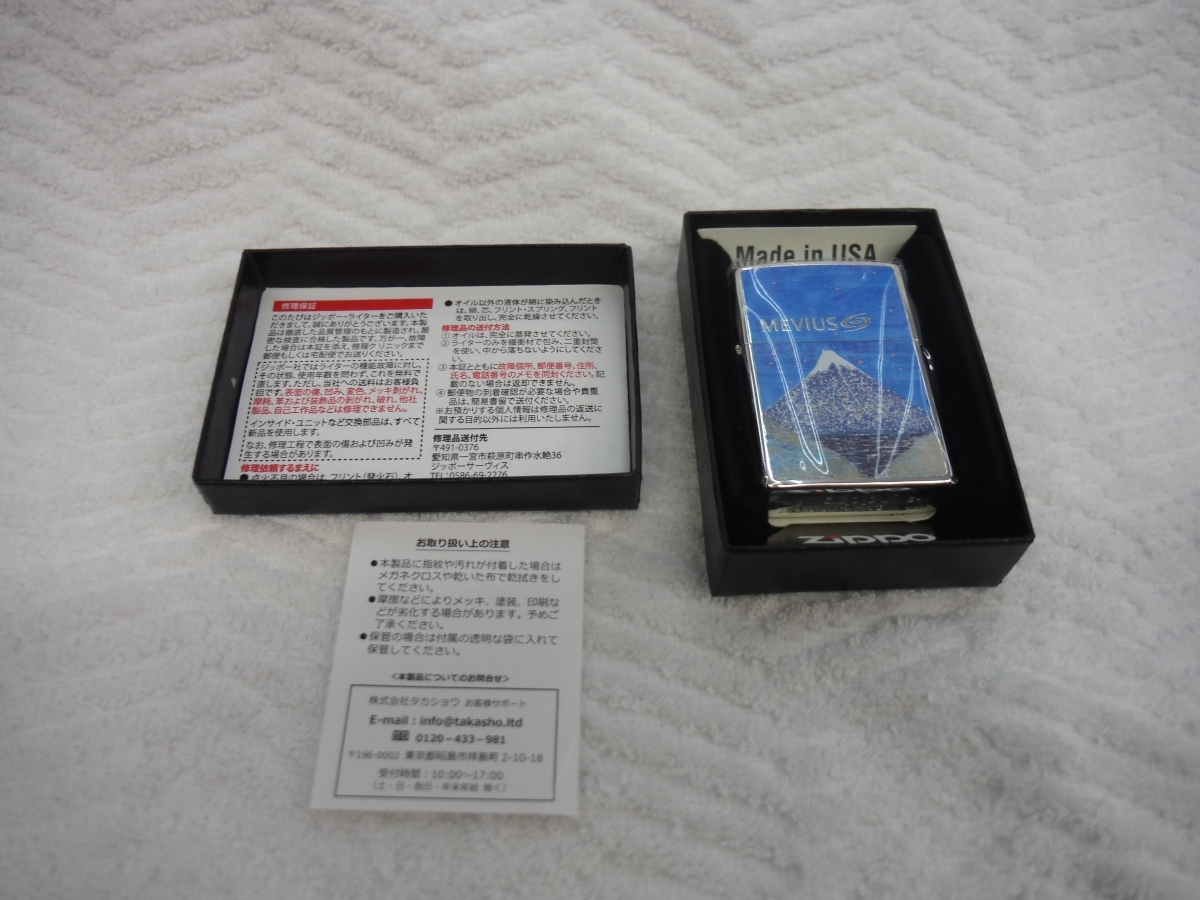 修理保証
このたびはジッポー・ライターをご購入いた
だきまして、誠にありがとうございます。本製
品は徹底した品質管理のもとに製造され、厳
密な検査に合格した製品です。万が一、故障
した場合は本証を添え、修理クリニックまで
郵便もしくは宅配便でお送りください。
ジッポー社ではライターの機能故障に対し、
その状態、使用年数を問わず、これを無料で
直します。ただし、当社への送料はお客様負
担です。表面の傷、凹み、変色、メッキ剥がれ、
摩耗、革および装飾品の剥がれ、破れ、他社
製品、自己工作品などは修理できません。
インサイド・ユニットなど交換部品は、すべて
新品を使用します。
なお、修理工程で表面の傷および凹みが発
生する場合があります。
修理依頼するまえに
●点火不良の場合は、フリント(発火石)、オ
●オイル以外の液体が綿に染み込んだとき
は、綿、芯、フリント・スプリング、フリント
を取り出し、完全に乾燥させてください。
修理品の送付方法
①オイルは、完全に蒸発させてください。
②ライターのみを緩衝材で包み、二重封筒
を使い、中から落ちないようにしてくださ
い。
③本証とともに故障個所、郵便番号、住所、
氏名、電話番号のメモを同封ください。記
載のない場合は返却できません。
④郵便物の到着確認が必要な場合や貴重
品は、簡易書留で送付ください。
※お預かりする個人情報は修理品の返送に
関する目的以外には利用いたしません。
修理品送付先
〒491-0376
愛知県一宮市萩原町串作水絶36
ジッポーサーヴィス
TEL:0586-69-2276
Made in USA
MEVIUS
Zippo
お取り扱い上の注意
●本製品に指紋や汚れが付着した場合は
メガネクロスや乾いた布で乾拭きをし
てください。
●摩擦などによりメッキ、塗装、印刷な
どが劣化する場合があります。予めご
了承ください。
●保管の場合は付属の透明な袋に入れて
保管してください。
<本製品についてのお問合せ>
株式会社タカショウ お客様サポート
E-mail : info@takasho.ltd
0120-433-981
〒196-0002 東京都昭島市拝島町 2-10-18
受付時間:10:00～17:00
(土・日・祝日・年末年始 除く)